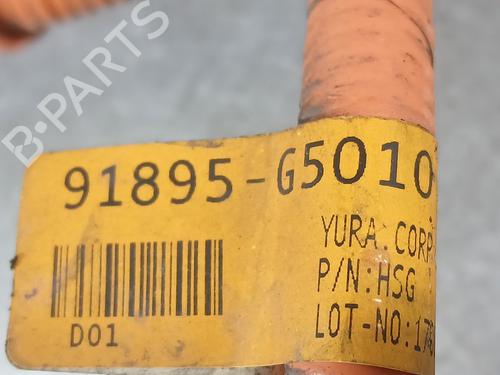 B-PARTS
91895-G5010
YURA.CORP
P/N:HSG
D01
LOT-NO:17